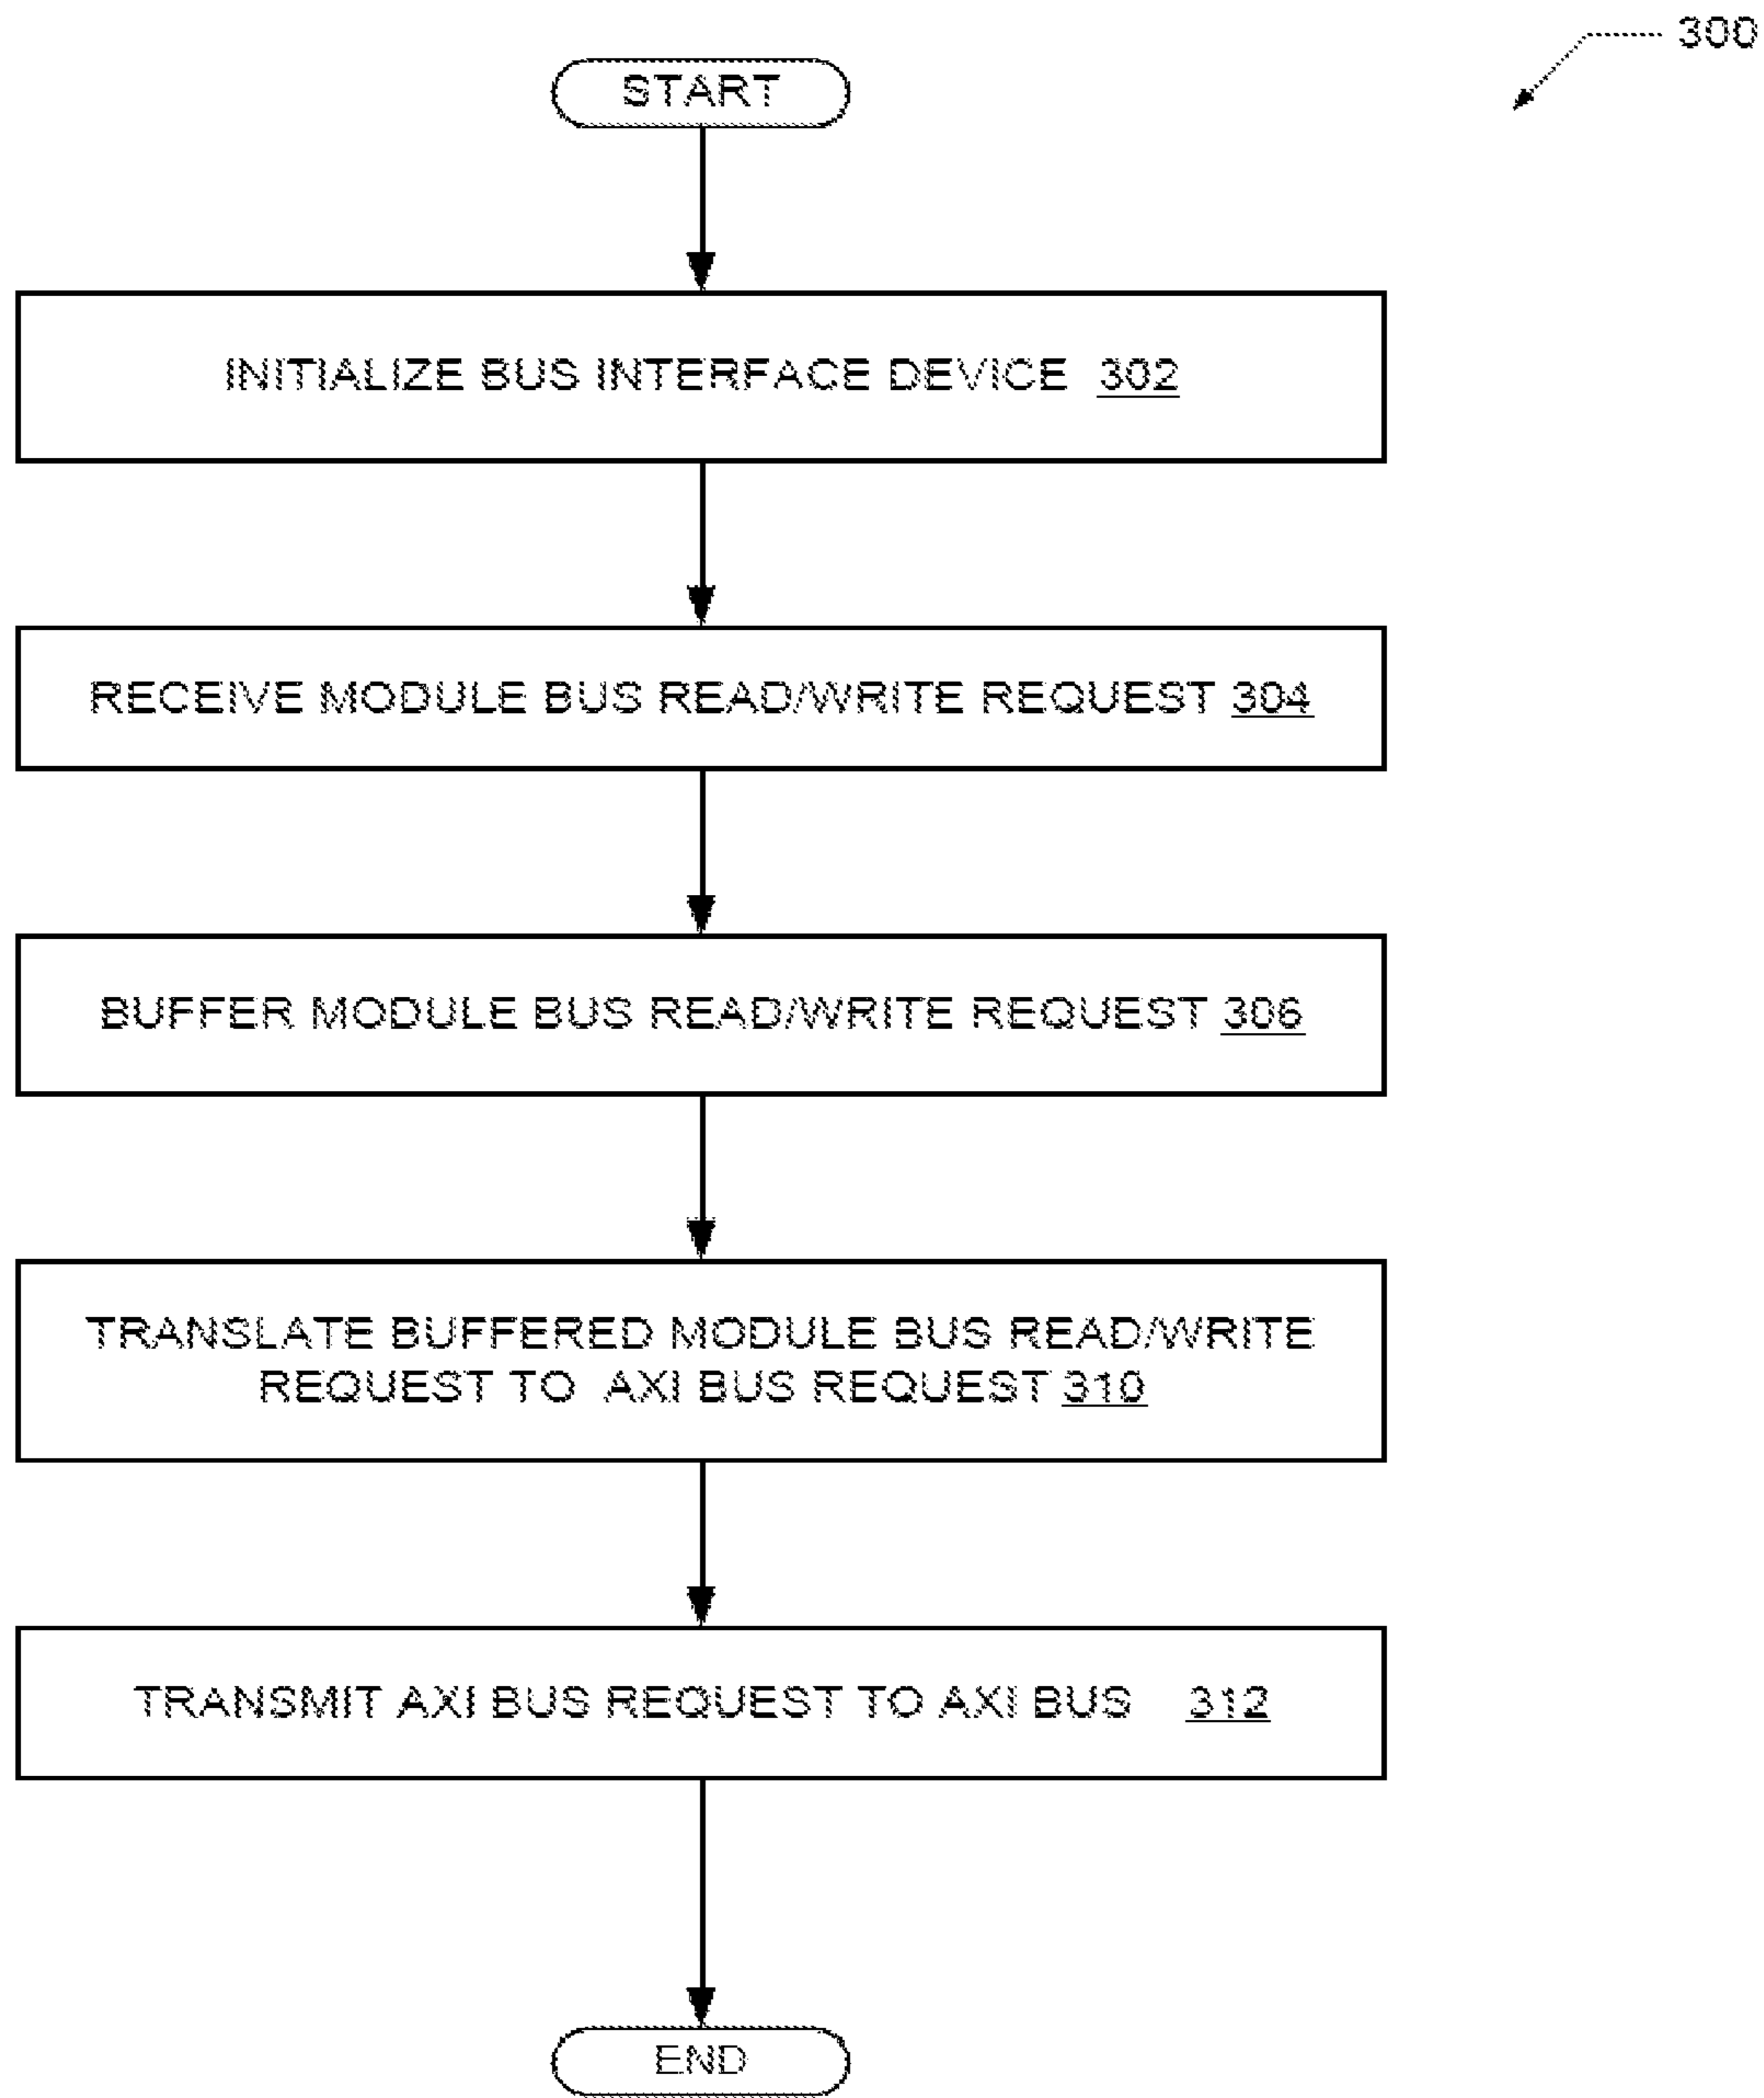 300
START
INITIALIZE BUS INTERFACE DEVICE 302
RECEIVE MODULE BUS READ/WRITE REQUEST 304
BUFFER MODULE BUS READ/WRITE REQUEST 306
TRANSLATE BUFFERED MODULE BUS READ/WRITE
REQUEST TO AXI BUS REQUEST 310
TRANSMIT AXI BUS REQUEST TO AXI BUS 312
END